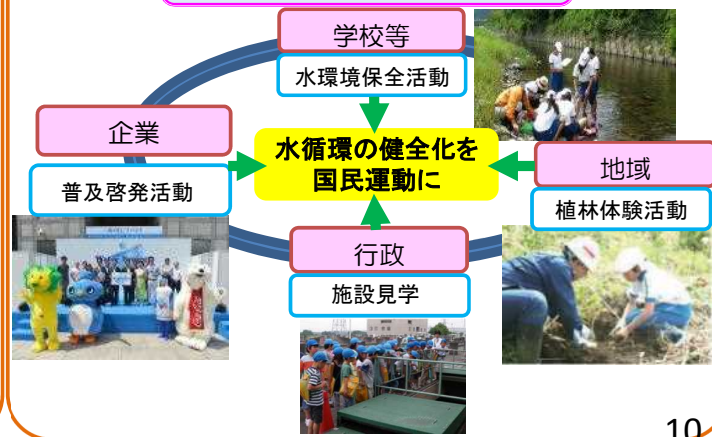 学校等
水環境保全活動
企業
普及啓発活動
水循環の健全化を
国民運動に
地域
植林体験活動
行政
施設見学
10